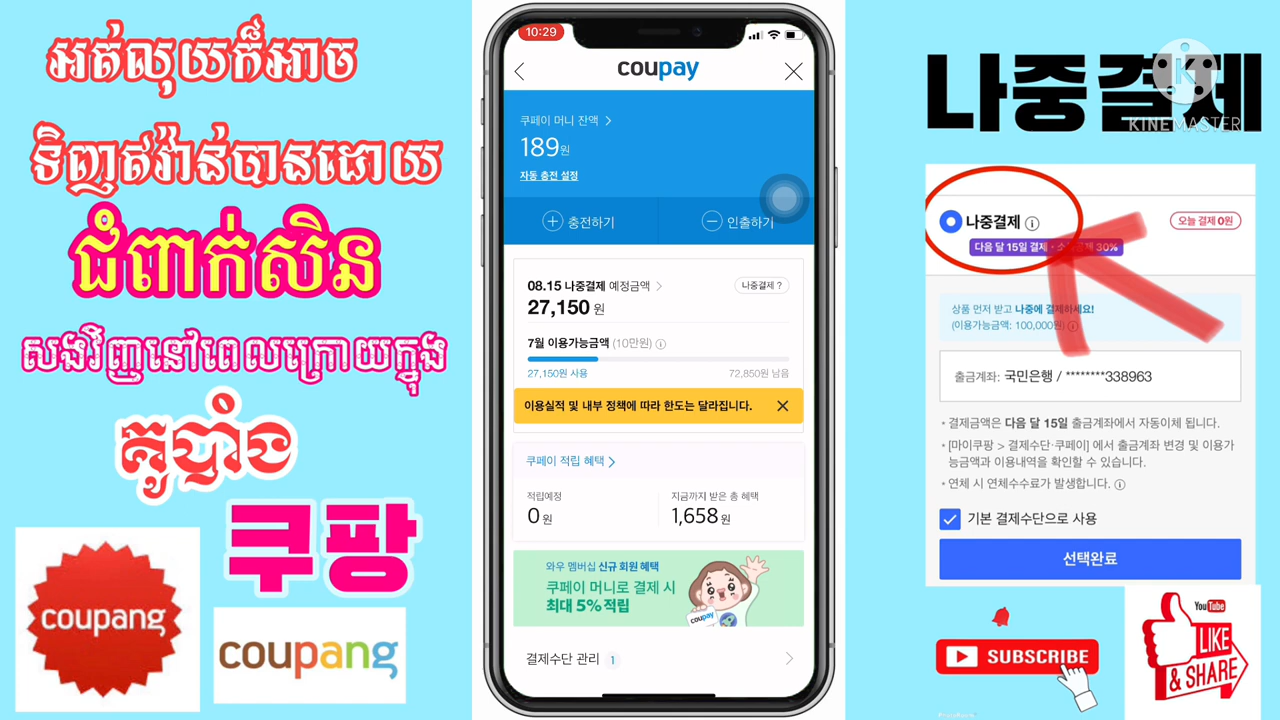 អត់លុយក៏អាច
ទិញឥវ៉ាន់បានដោយ
ជំពាក់សិន
សងវិញនៅពេលក្រោយក្នុង
គូប៉ាំង
쿠팡
coupang
coupang
10:29
coupay
쿠페이 머니 잔액 >
189원
자동 충전 설정
충전하기
인출하기
08.15 나중결제 예정금액 >
나중결제 ?
27,150 원
7월 이용가능금액 (10만원)
27,150원 사용
72,850원 남음
이용실적 및 내부 정책에 따라 한도는 달라집니다.
쿠페이 적립 혜택 >
적립예정
0 원
지금까지 받은 총 혜택
1,658 원
와우 멤버십 신규 회원 혜택
쿠페이 머니로 결제 시
최대 5% 적립
coupay
결제수단 관리 1
나중결제
K
KINEMASTER
나중결제
오늘 결제 0원
다음 달 15일 결제 · 30%
상품 먼저 받고 나중에 결제하세요!
(이용가능금액: 100,000원)
출금계좌: 국민은행 / ********338963
* 결제금액은 다음 달 15일 출금계좌에서 자동이체 됩니다.
* [마이쿠팡 > 결제수단·쿠페이] 에서 출금계좌 변경 및 이용가
능금액과 이용내역을 확인할 수 있습니다.
* 연체 시 연체수수료가 발생합니다.
기본 결제수단으로 사용
선택완료
SUBSCRIBE
YouTube
LIKE
& SHARE